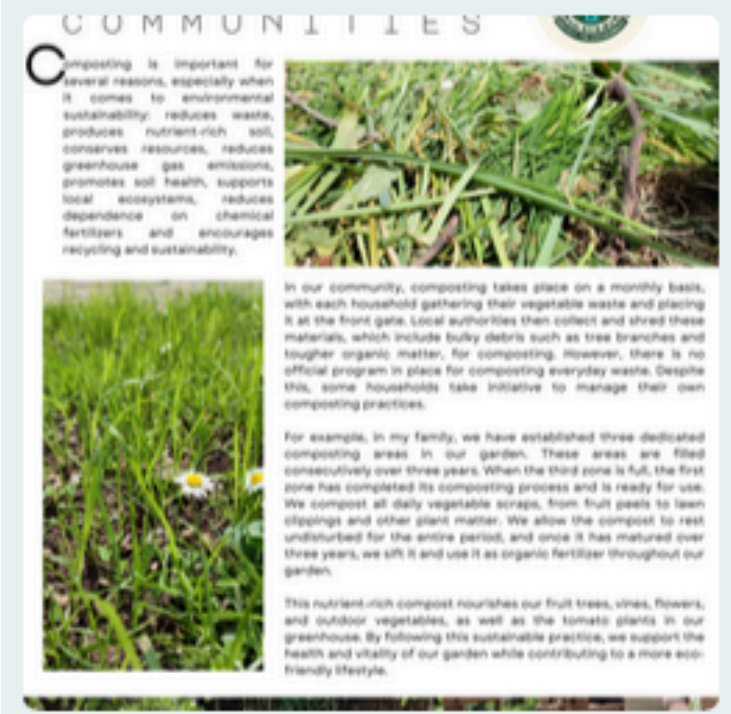 COMMUNITIES
Composting is important for
several reasons, especially when
it comes to environmental
sustainability: reduces waste,
produces nutrient-rich soil,
conserves resources, reduces
greenhouse gas emissions,
promotes soil health, supports
local ecosystems, reduces
dependence on chemical
fertilizers and encourages
recycling and sustainability.
In our community, composting takes place on a monthly basis,
with each household gathering their vegetable waste and placing
it at the front gate. Local authorities then collect and shred these
materials, which include bulky debris such as tree branches and
tougher organic matter, for composting. However, there is no
official program in place for composting everyday waste. Despite
this, some households take initiative to manage their own
composting practices.
For example, in my family, we have established three dedicated
composting areas in our garden. These areas are filled
consecutively over three years. When the third zone is full, the first
zone has completed its composting process and is ready for use.
We compost all daily vegetable scraps, from fruit peels to lawn
clippings and other plant matter. We allow the compost to rest
undisturbed for the entire period, and once it has matured over
three years, we sift it and use it as organic fertilizer throughout our
garden.
This nutrient-rich compost nourishes our fruit trees, vines, flowers,
and outdoor vegetables, as well as the tomato plants in our
greenhouse. By following this sustainable practice, we support the
health and vitality of our garden while contributing to a more eco-
friendly lifestyle.